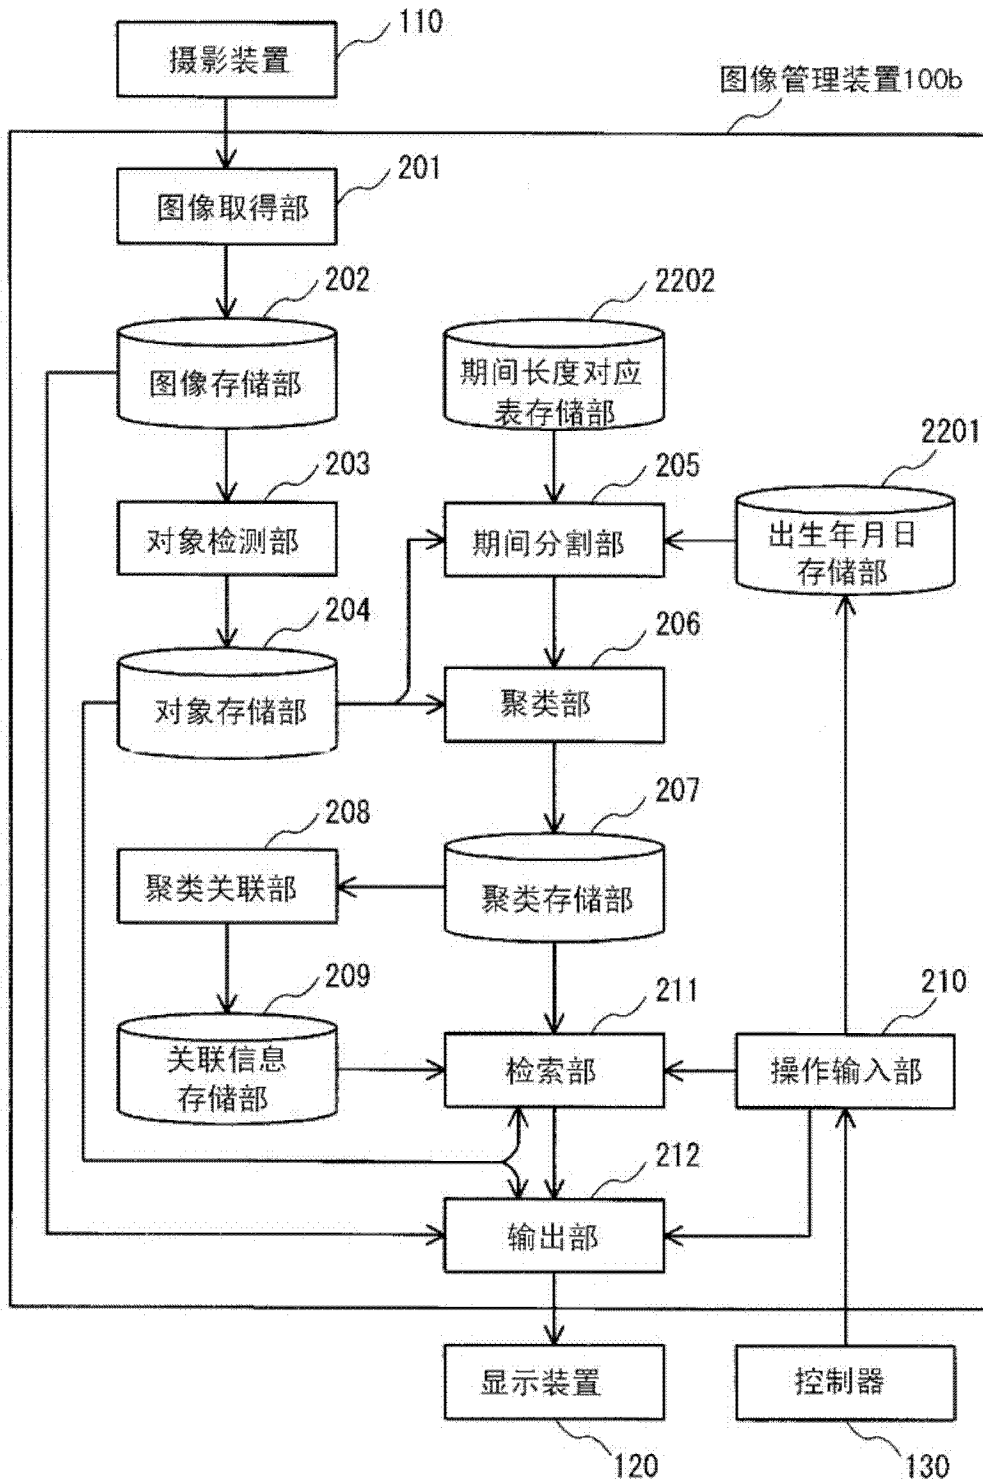 110
摄影装置
图像管理装置100b
201
图像取得部
202
图像存储部
2202
期间长度对应
表存储部
2201
出生年月日
存储部
203
对象检测部
205
期间分割部
204
对象存储部
206
聚类部
207
聚类存储部
208
聚类关联部
209
关联信息
存储部
211
检索部
210
操作输入部
212
输出部
显示装置
120
控制器
130